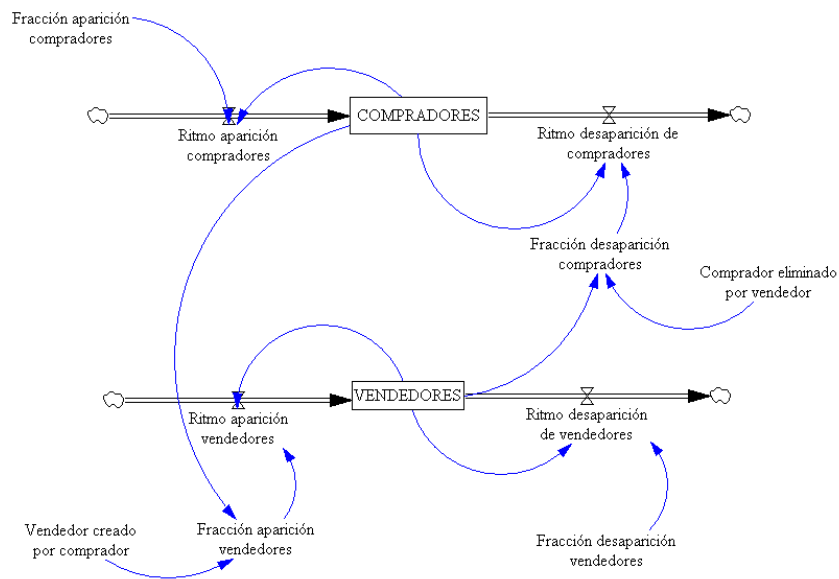 Fracción aparición
compradores
COMPRADORES
Ritmo aparición
compradores
Ritmo desaparición de
compradores
Fracción desaparición
compradores
Comprador eliminado
por vendedor
VENDEDORES
Ritmo aparición
vendedores
Ritmo desaparición
de vendedores
Vendedor creado
por comprador
Fracción aparición
vendedores
Fracción desaparición
vendedores